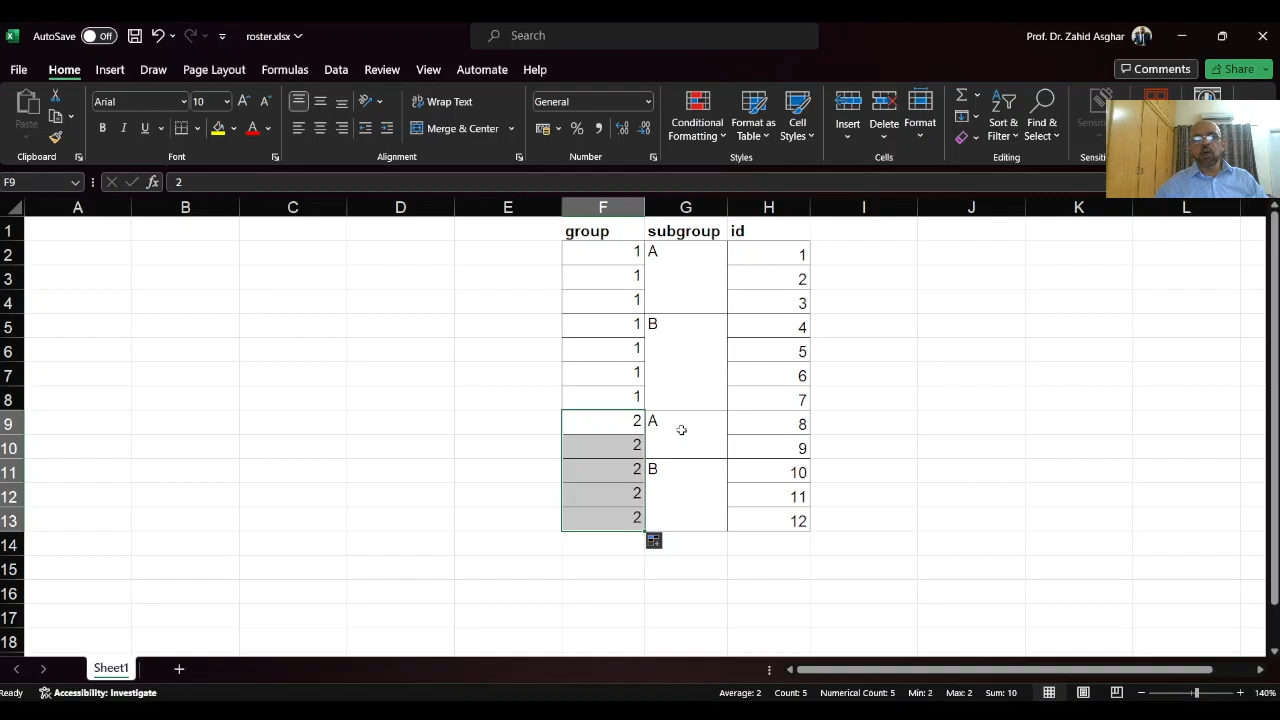 AutoSave Off roster.xlsx Search Prof. Dr. Zahid Asghar
File Home Insert Draw Page Layout Formulas Data Review View Automate Help Comments Share
Paste Arial 10 Wrap Text General Conditional Formatting Format as Table Cell Styles Insert Delete Format Sort & Filter Find & Select
B I U Merge & Center
Clipboard Font Alignment Number Styles Cells Editing
F9 2
A B C D E F G H I J K L
1 group subgroup id
2 1 A 1
3 1 2
4 1 3
5 1 B 4
6 1 5
7 1 6
8 1 7
9 2 A 8
10 2 9
11 2 B 10
12 2 11
13 2 12
14
15
16
17
18
Sheet1
Accessibility: Investigate Average: 2 Count: 5 Numerical Count: 5 Min: 2 Max: 2 Sum: 10 140%